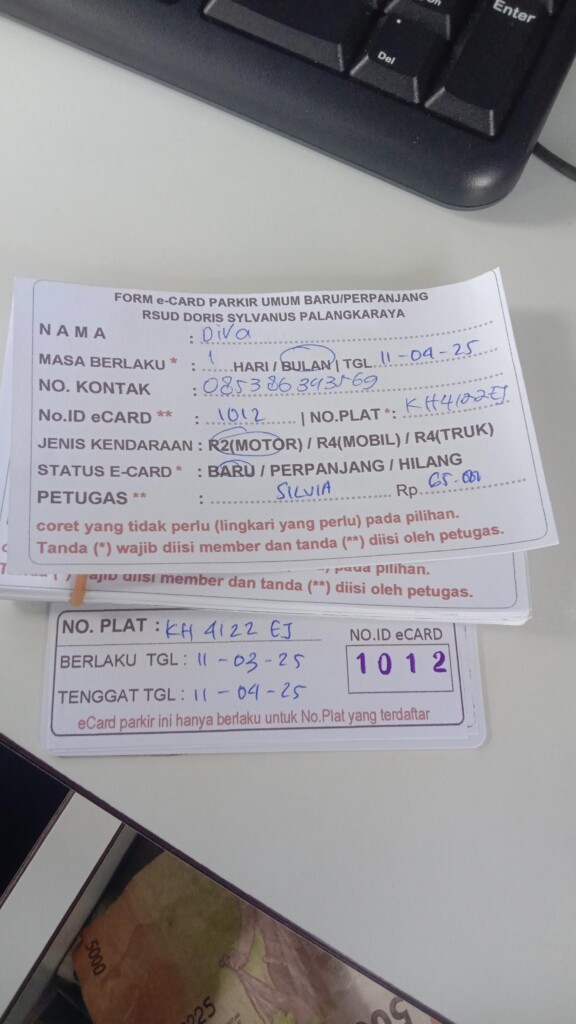 Enter
Del
FORM e-CARD PARKIR UMUM BARU/PERPANJANG
RSUD DORIS SYLVANUS PALANGKARAYA
NAMA : Diva
MASA BERLAKU * : 1 HARI / BULAN | TGL. 11-04-25
NO. KONTAK : 085386393569
No.ID eCARD ** : 1012 | NO.PLAT *: KH4122EJ
JENIS KENDARAAN : R2(MOTOR) / R4(MOBIL) / R4(TRUK)
STATUS E-CARD * : BARU / PERPANJANG / HILANG
PETUGAS ** : SILVIA Rp. 65.000
coret yang tidak perlu (lingkari yang perlu) pada pilihan.
Tanda (*) wajib diisi member dan tanda (**) diisi oleh petugas.
pada pilihan.
wajib diisi member dan tanda (**) diisi oleh petugas.
NO. PLAT : KH 4122 EJ
NO.ID eCARD
1012
BERLAKU TGL : 11-03-25
TENGGAT TGL : 11-04-25
eCard parkir ini hanya berlaku untuk No.Plat yang terdaftar
5000